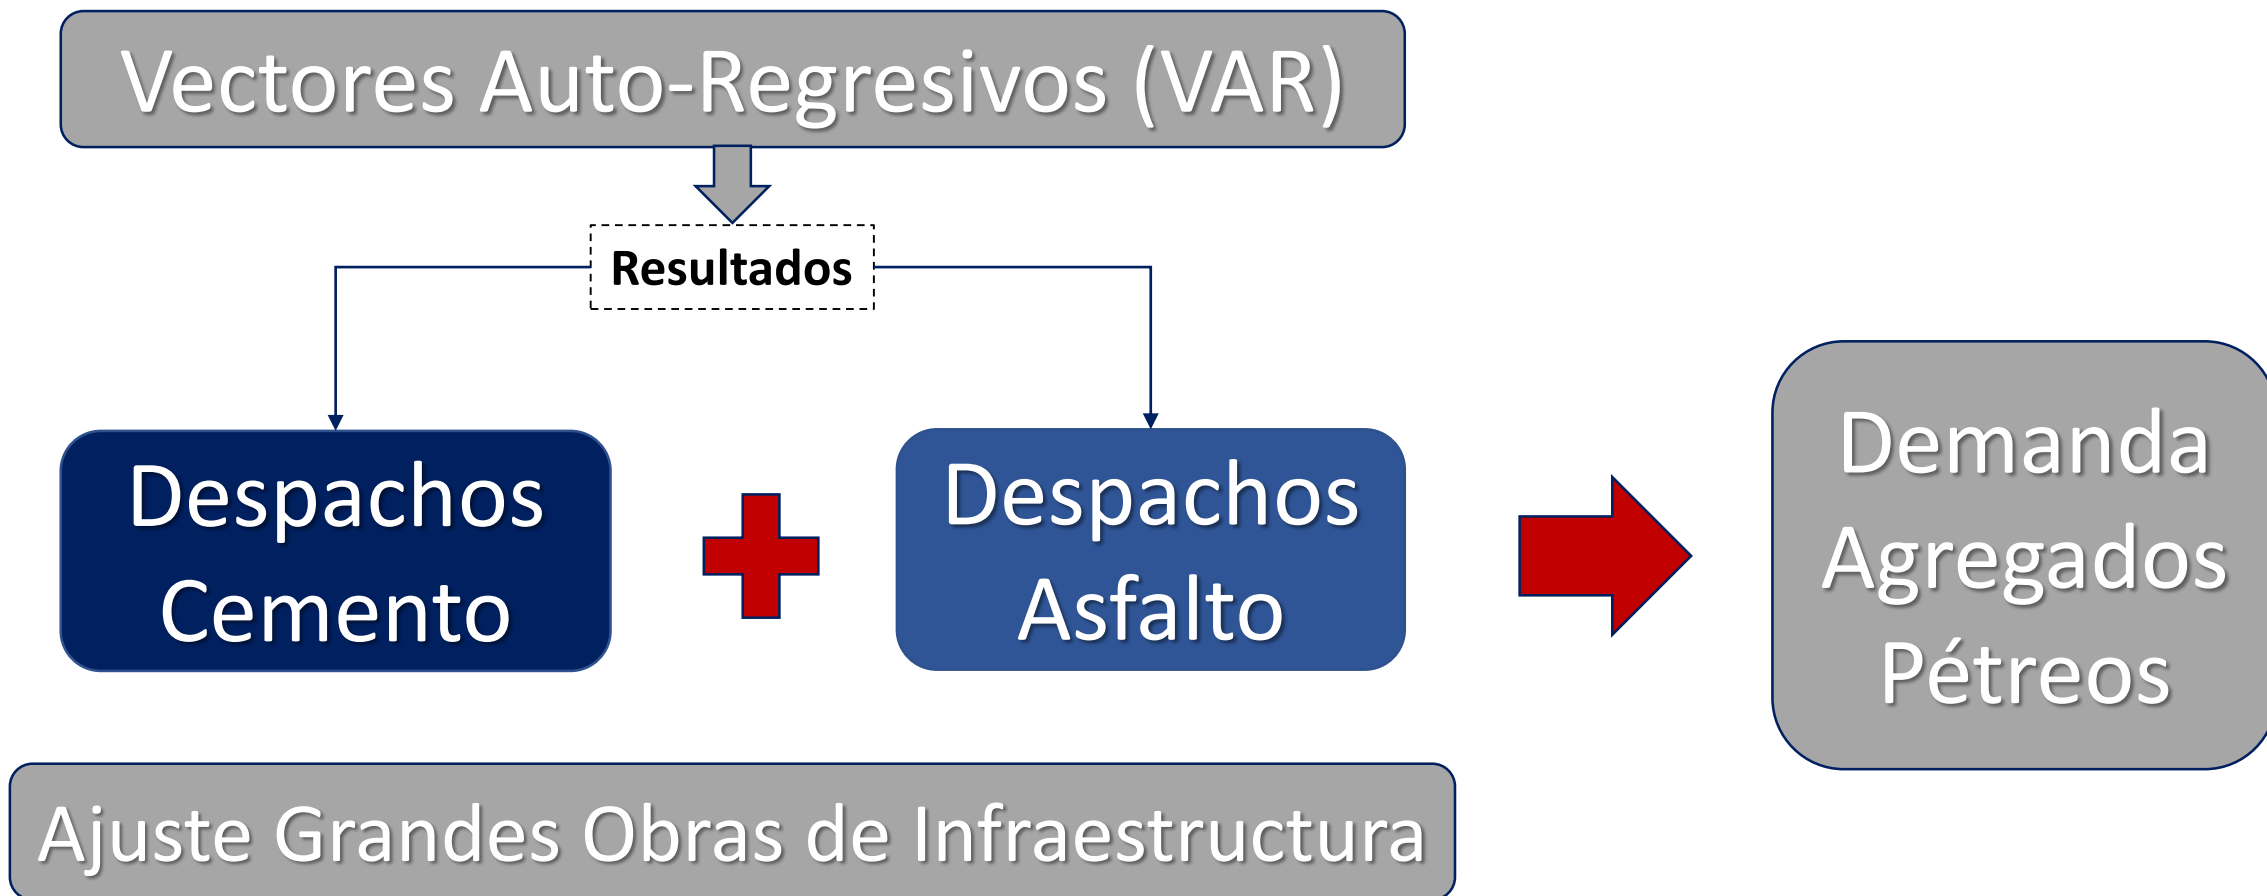 Vectores Auto-Regresivos (VAR)
Resultados
Despachos
Cemento
Despachos
Asfalto
Demanda
Agregados
Pétreos
Ajuste Grandes Obras de Infraestructura